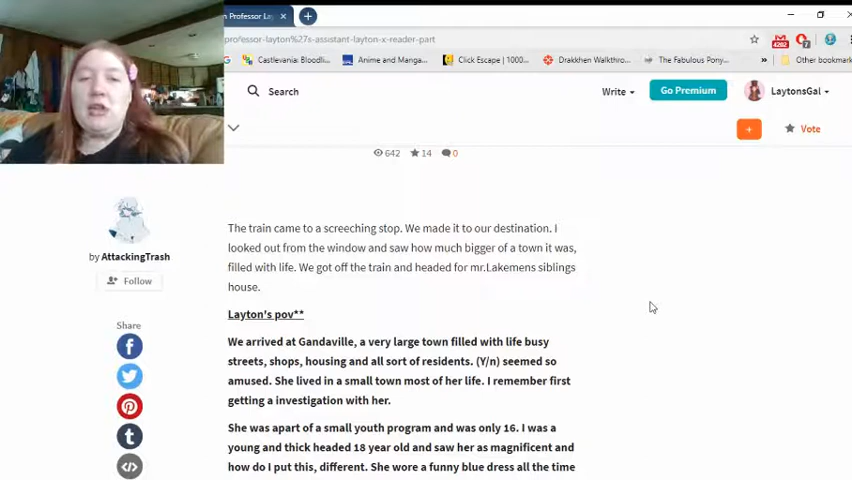 n Professor La
professor-layton%27s-assistant-layton-x-reader-part
Castlevania: Bloodli...
Anime and Manga...
Click Escape | 1000...
Drakkhen Walkthro...
The Fabulous Pony...
»
Other bookmark
4262
7
Search
Write
Go Premium
LaytonsGal
+
Vote
642
14
0
The train came to a screeching stop. We made it to our destination. I
looked out from the window and saw how much bigger of a town it was,
filled with life. We got off the train and headed for mr.Lakemens siblings
house.
by AttackingTrash
Follow
Layton's pov**
Share
We arrived at Gandaville, a very large town filled with life busy
streets, shops, housing and all sort of residents. (Y/n) seemed so
amused. She lived in a small town most of her life. I remember first
getting a investigation with her.
She was apart of a small youth program and was only 16. I was a
young and thick headed 18 year old and saw her as magnificent and
how do I put this, different. She wore a funny blue dress all the time